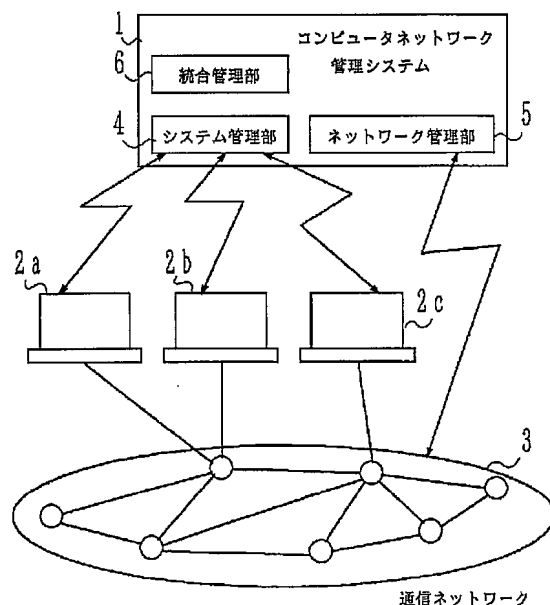 1
コンピュータネットワーク
管理システム
6
統合管理部
4
システム管理部
ネットワーク管理部
5
2a
2b
2c
3
通信ネットワーク